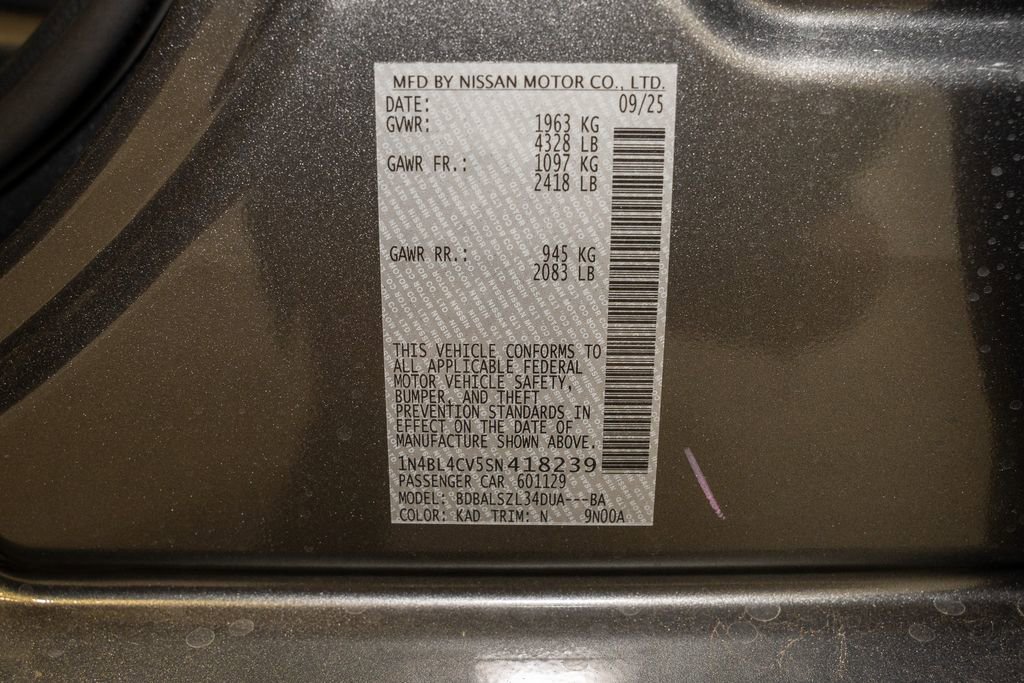 MFD BY NISSAN MOTOR CO., LTD.
DATE: 09/25
GVWR: 1963 KG
4328 LB
GAWR FR.: 1097 KG
2418 LB
GAWR RR.: 945 KG
2083 LB
THIS VEHICLE CONFORMS TO
ALL APPLICABLE FEDERAL
MOTOR VEHICLE SAFETY,
BUMPER, AND THEFT
PREVENTION STANDARDS IN
EFFECT ON THE DATE OF
MANUFACTURE SHOWN ABOVE.
1N4BL4CV5SN418239
PASSENGER CAR 601129
MODEL: BDBALSZL34DUA---BA
COLOR: KAD TRIM: N 9N00A